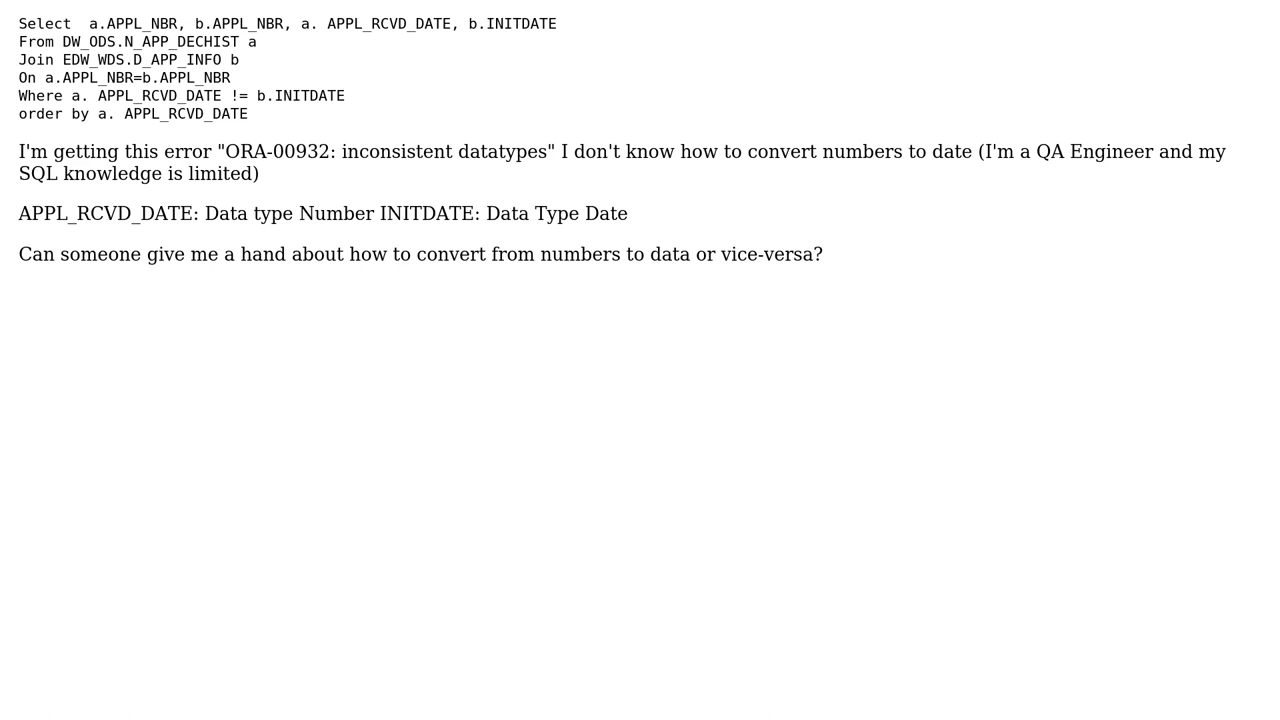 Select  a.APPL_NBR, b.APPL_NBR, a. APPL_RCVD_DATE, b.INITDATE
From DW_ODS.N_APP_DECHIST a
Join EDW_WDS.D_APP_INFO b
On a.APPL_NBR=b.APPL_NBR
Where a. APPL_RCVD_DATE != b.INITDATE
order by a. APPL_RCVD_DATE
I'm getting this error "ORA-00932: inconsistent datatypes" I don't know how to convert numbers to date (I'm a QA Engineer and my
SQL knowledge is limited)
APPL_RCVD_DATE: Data type Number INITDATE: Data Type Date
Can someone give me a hand about how to convert from numbers to data or vice-versa?